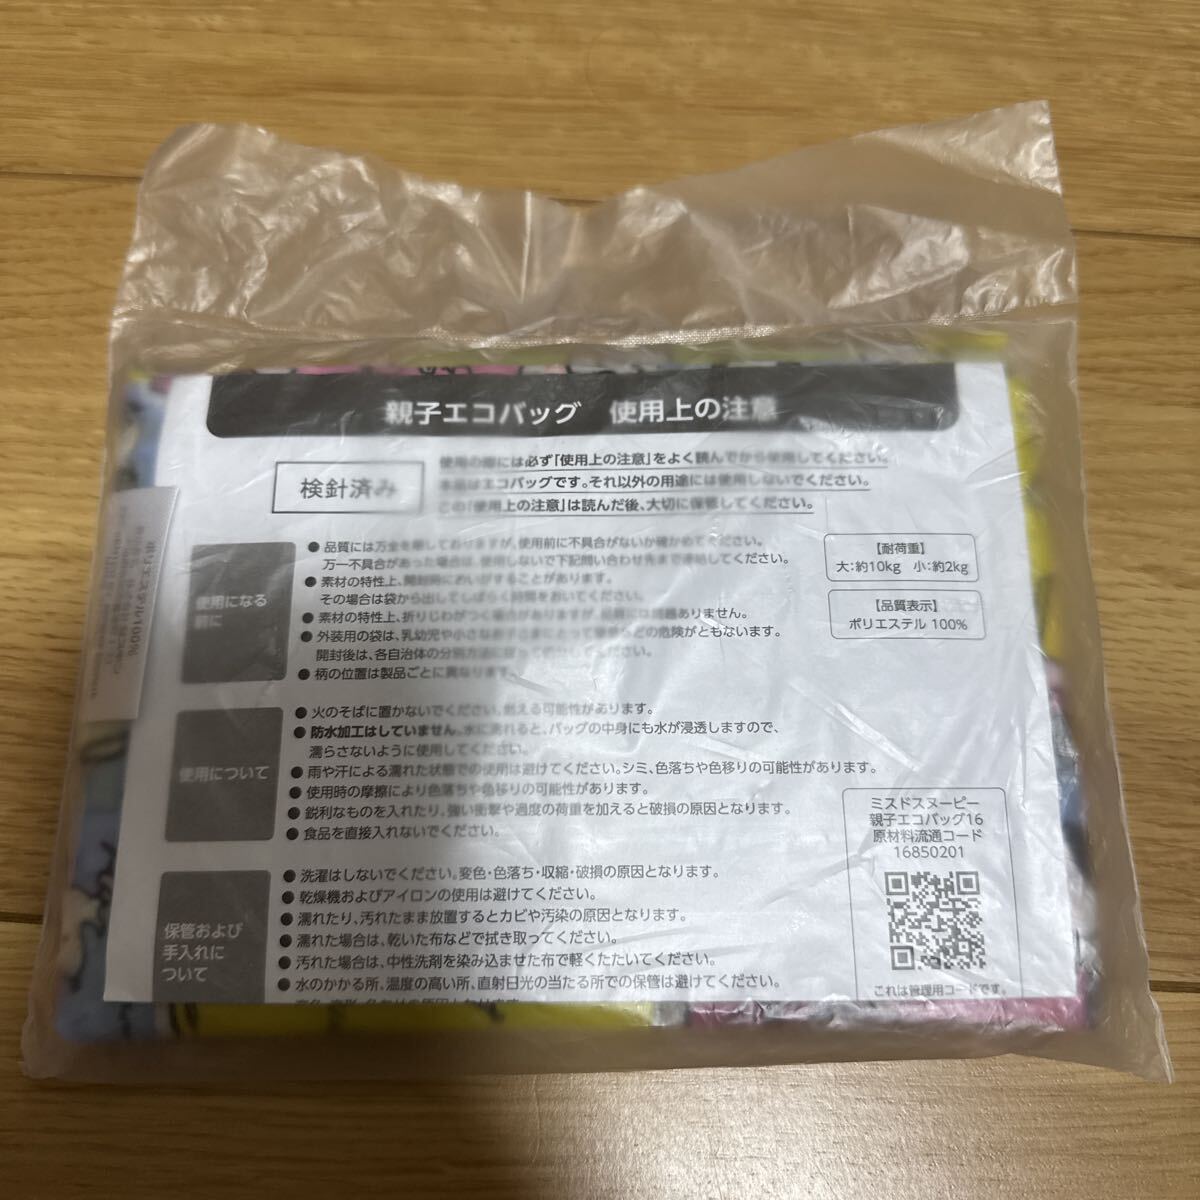 親子エコバッグ　使用上の注意
検針済み
使用の際には必ず「使用上の注意」をよく読んでから使用してください。
本品はエコバッグです。それ以外の用途には使用しないでください。
この「使用上の注意」は読んだ後、大切に保管してください。
使用になる
前に
●品質には万全を期しておりますが、使用前に不具合がないか確かめてください。
万一不具合があった場合は、使用しないで下記問い合わせ先まで連絡してください。
●素材の特性上、開封時においがすることがあります。
その場合は袋から出してしばらく時間をおいてください。
●素材の特性上、折りじわがつく場合がありますが、品質には問題ありません。
●外装用の袋は、乳幼児や小さなお子さまにとって窒息などの危険がともないます。
開封後は、各自治体の分別方法に従って処分してください。
●柄の位置は製品ごとに異なります。
【耐荷重】
大：約10kg　小：約2kg
【品質表示】
ポリエステル 100%
使用について
●火のそばに置かないでください。燃える可能性があります。
●防水加工はしていません。水に濡れると、バッグの中身にも水が浸透しますので、
濡らさないように使用してください。
●雨や汗による濡れた状態での使用は避けてください。シミ、色落ちや色移りの可能性があります。
●使用時の摩擦により色落ちや色移りの可能性があります。
●鋭利なものを入れたり、強い衝撃や過度の荷重を加えると破損の原因となります。
●食品を直接入れないでください。
保管および
手入れに
ついて
●洗濯はしないでください。変色・色落ち・収縮・破損の原因となります。
●乾燥機およびアイロンの使用は避けてください。
●濡れたり、汚れたまま放置するとカビや汚染の原因となります。
●濡れた場合は、乾いた布などで拭き取ってください。
●汚れた場合は、中性洗剤を染み込ませた布で軽くたたいてください。
●水のかかる所、温度の高い所、直射日光の当たる所での保管は避けてください。
ミスドスヌーピー
親子エコバッグ16
原材料流通コード
16850201
これは管理用コードです。
ポリエステル100%